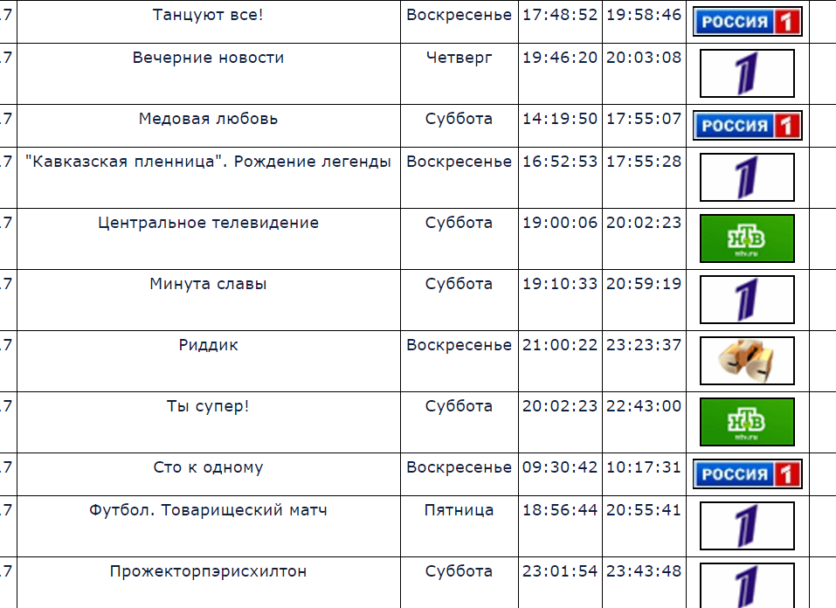 .7 Танцуют все! Воскресенье 17:48:52 19:58:46 РОССИЯ 1
.7 Вечерние новости Четверг 19:46:20 20:03:08 1
.7 Медовая любовь Суббота 14:19:50 17:55:07 РОССИЯ 1
.7 "Кавказская пленница". Рождение легенды Воскресенье 16:52:53 17:55:28 1
.7 Центральное телевидение Суббота 19:00:06 20:02:23 НТВ
ntv.ru
.7 Минута славы Суббота 19:10:33 20:59:19 1
.7 Риддик Воскресенье 21:00:22 23:23:37
.7 Ты супер! Суббота 20:02:23 22:43:00 НТВ
ntv.ru
.7 Сто к одному Воскресенье 09:30:42 10:17:31 РОССИЯ 1
.7 Футбол. Товарищеский матч Пятница 18:56:44 20:55:41 1
.7 Прожекторпэрисхилтон Суббота 23:01:54 23:43:48 1